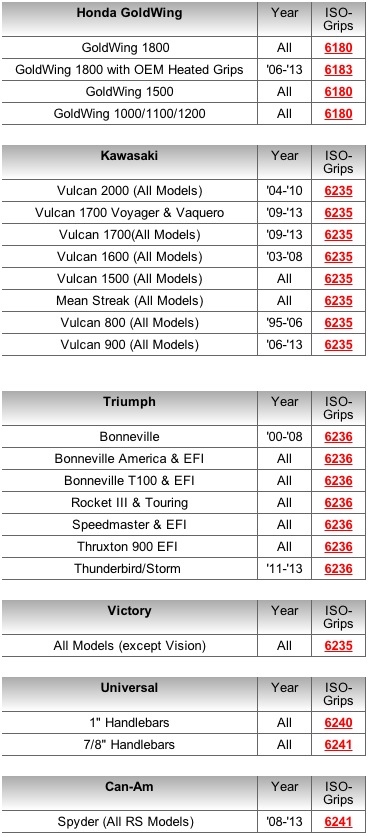 Honda GoldWing Year ISO-
Grips
GoldWing 1800 All 6180
GoldWing 1800 with OEM Heated Grips '06-'13 6183
GoldWing 1500 All 6180
GoldWing 1000/1100/1200 All 6180
Kawasaki Year ISO-
Grips
Vulcan 2000 (All Models) '04-'10 6235
Vulcan 1700 Voyager & Vaquero '09-'13 6235
Vulcan 1700(All Models) '09-'13 6235
Vulcan 1600 (All Models) '03-'08 6235
Vulcan 1500 (All Models) All 6235
Mean Streak (All Models) All 6235
Vulcan 800 (All Models) '95-'06 6235
Vulcan 900 (All Models) '06-'13 6235
Triumph Year ISO-
Grips
Bonneville '00-'08 6236
Bonneville America & EFI All 6236
Bonneville T100 & EFI All 6236
Rocket III & Touring All 6236
Speedmaster & EFI All 6236
Thruxton 900 EFI All 6236
Thunderbird/Storm '11-'13 6236
Victory Year ISO-
Grips
All Models (except Vision) All 6235
Universal Year ISO-
Grips
1" Handlebars All 6240
7/8" Handlebars All 6241
Can-Am Year ISO-
Grips
Spyder (All RS Models) '08-'13 6241